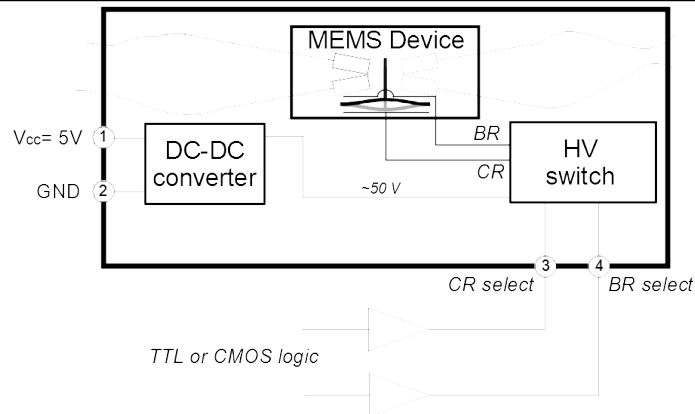 MEMS Device
Vcc= 5V
1
DC-DC
converter
BR
CR
HV
switch
GND
2
~50 V
3
4
CR select
BR select
TTL or CMOS logic